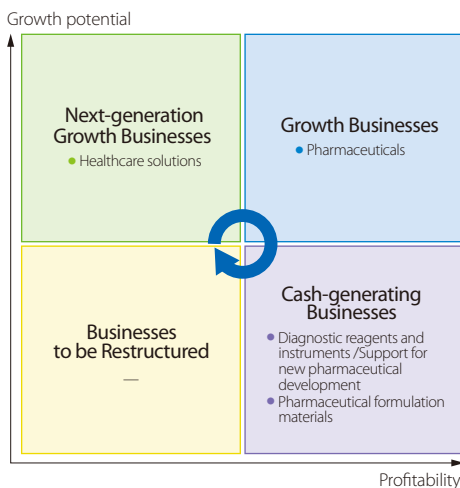 Growth potential
Next-generation
Growth Businesses
• Healthcare solutions
Growth Businesses
• Pharmaceuticals
Businesses
to be Restructured
—
Cash-generating
Businesses
• Diagnostic reagents and
instruments /Support for
new pharmaceutical
development
• Pharmaceutical formulation
materials
Profitability